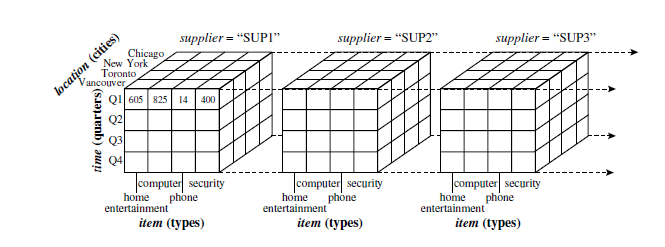 supplier = “SUP1” supplier = “SUP2” supplier = “SUP3”
location (cities)
Chicago
New York
Toronto
Vancouver
time (quarters)
Q1 605 825 14 400
Q2
Q3
Q4
computer security computer security computer security
home phone home phone home phone
entertainment entertainment entertainment
item (types) item (types) item (types)